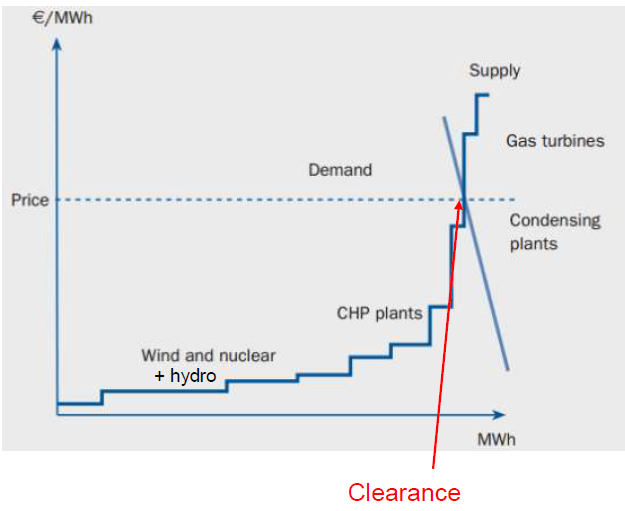 €/MWh
Supply
Gas turbines
Demand
Price
Condensing
plants
CHP plants
Wind and nuclear
+ hydro
MWh
Clearance